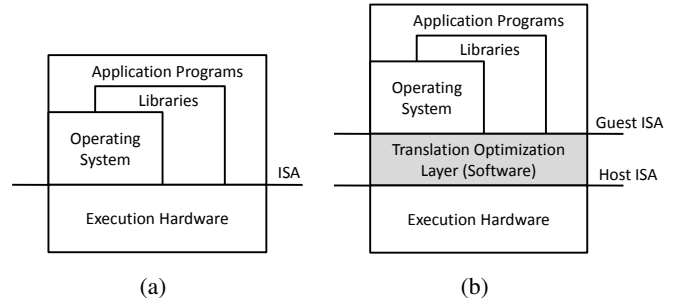 Application Programs
Libraries
Operating
System
ISA
Execution Hardware
(a)
Application Programs
Libraries
Operating
System
Guest ISA
Translation Optimization
Layer (Software)
Host ISA
Execution Hardware
(b)